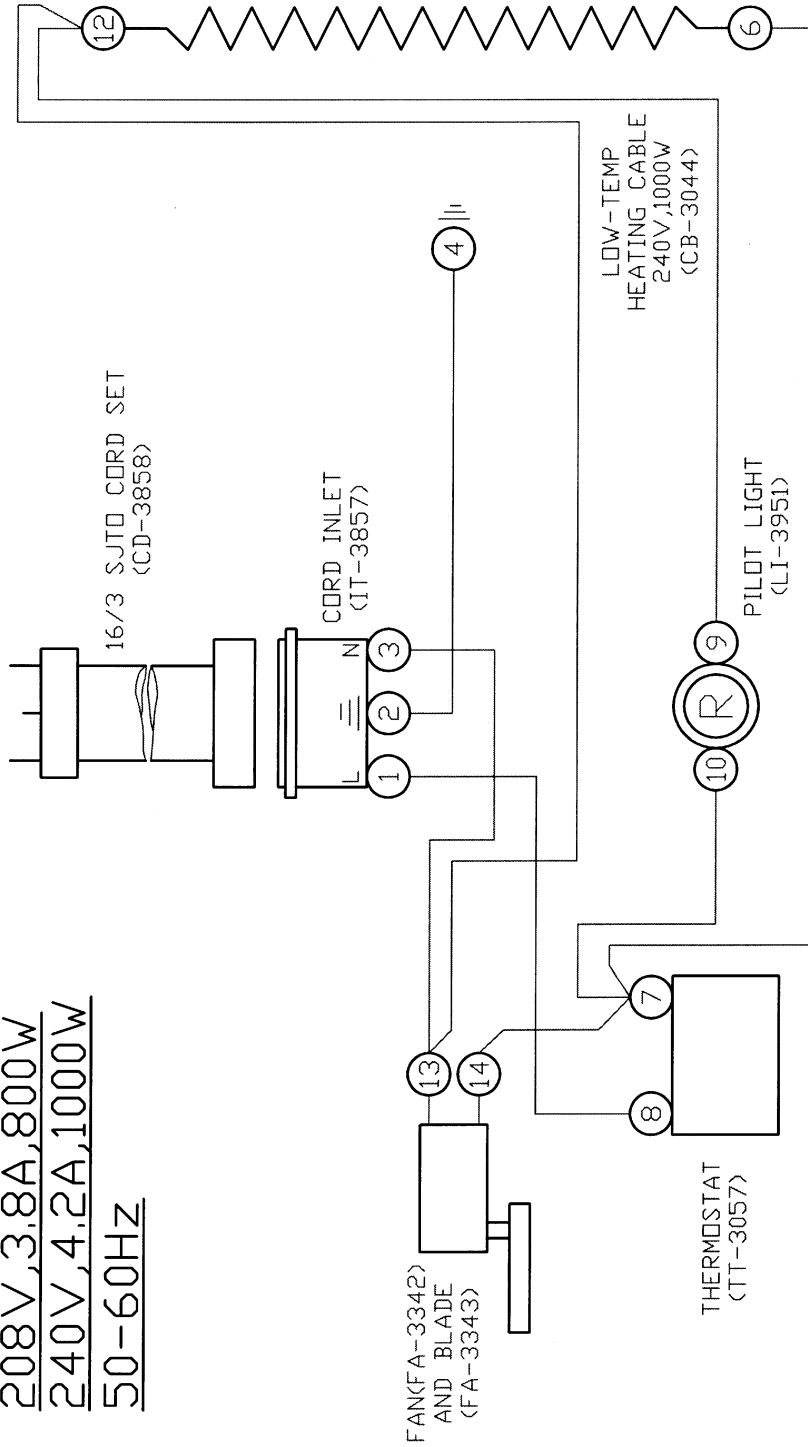 208V,3.8A,800W
240V,4.2A,1000W
50-60Hz
16/3 SJTO CORD SET
(CD-3858)
CORD INLET
(IT-3857)
L
N
1
2
3
4
12
6
LOW-TEMP
HEATING CABLE
240V,1000W
(CB-3044)
FAN(FA-3342)
AND BLADE
(FA-3343)
13
14
THERMOSTAT
(TT-3057)
8
7
10
R
9
PILOT LIGHT
(LI-3951)